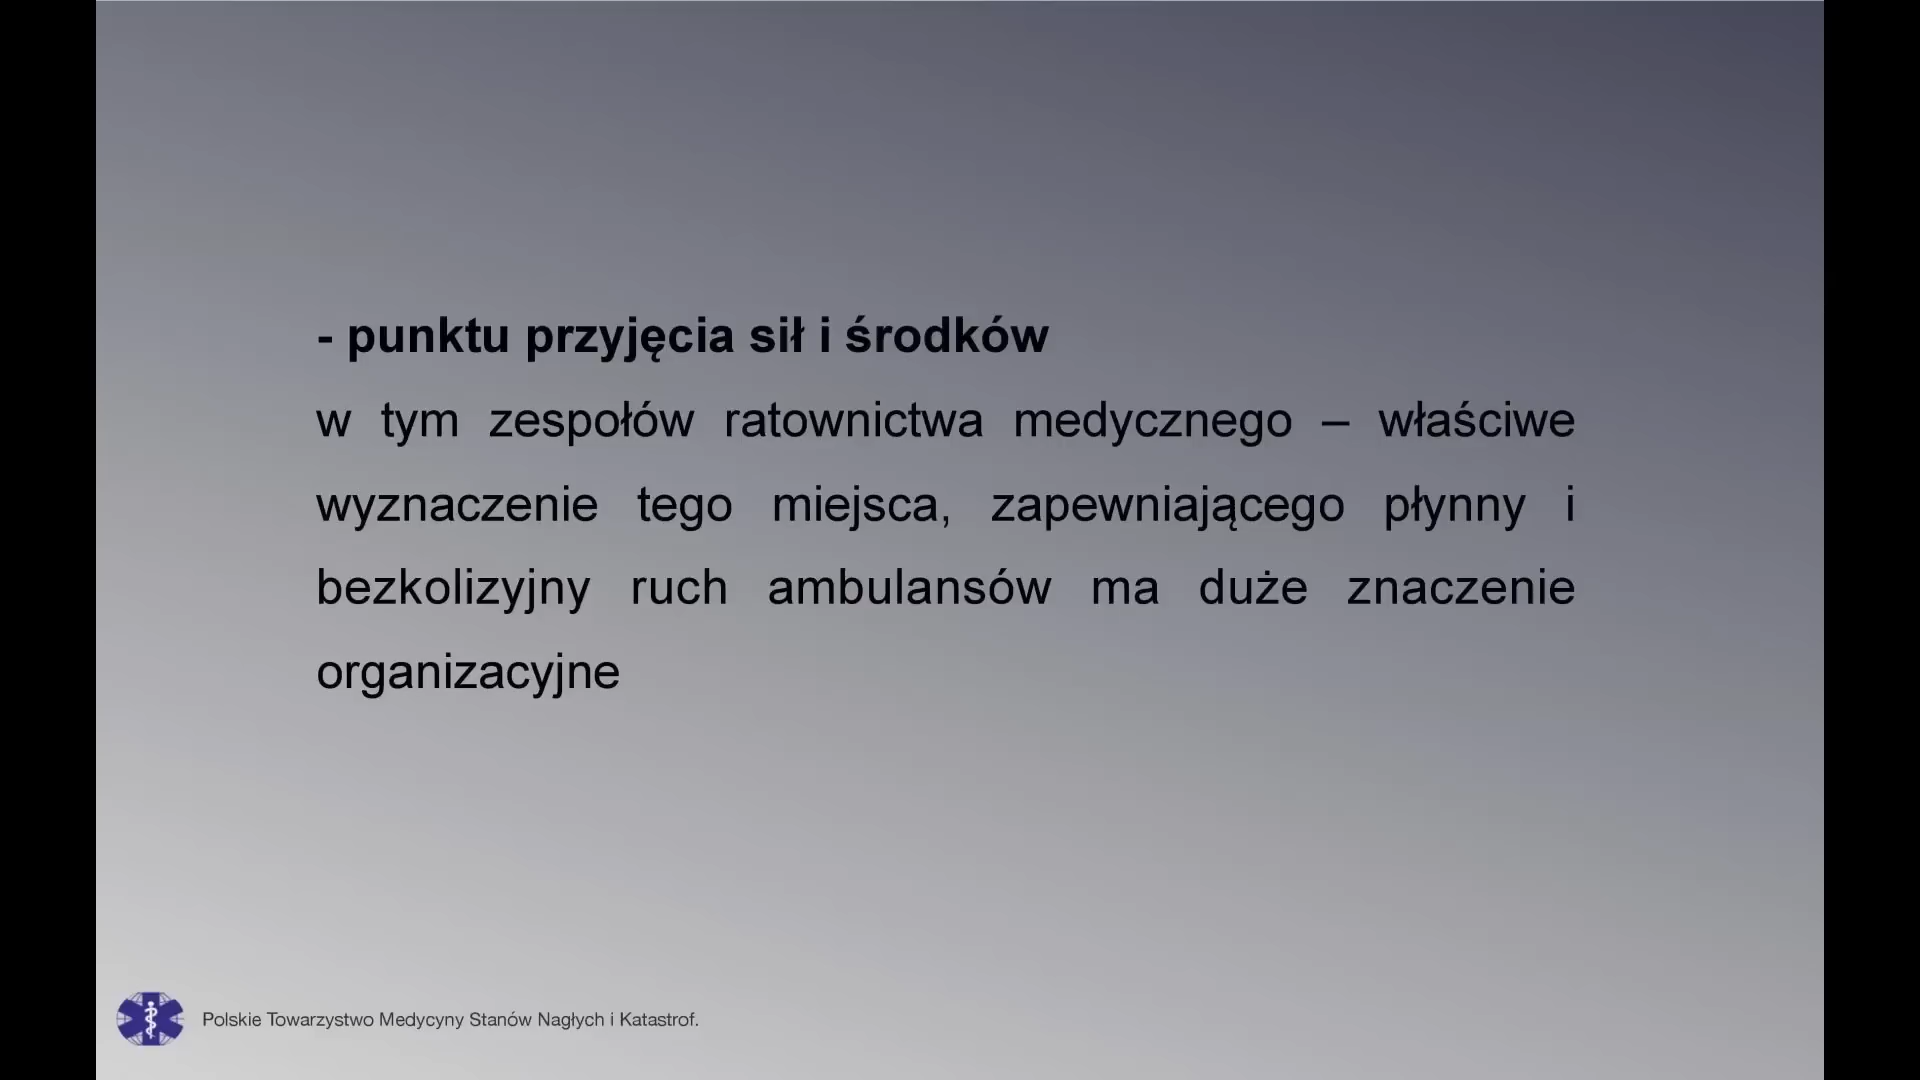 - punktu przyjęcia sił i środków
w tym zespołów ratownictwa medycznego – właściwe
wyznaczenie tego miejsca, zapewniającego płynny i
bezkolizyjny ruch ambulansów ma duże znaczenie
organizacyjne
Polskie Towarzystwo Medycyny Stanów Nagłych i Katastrof.